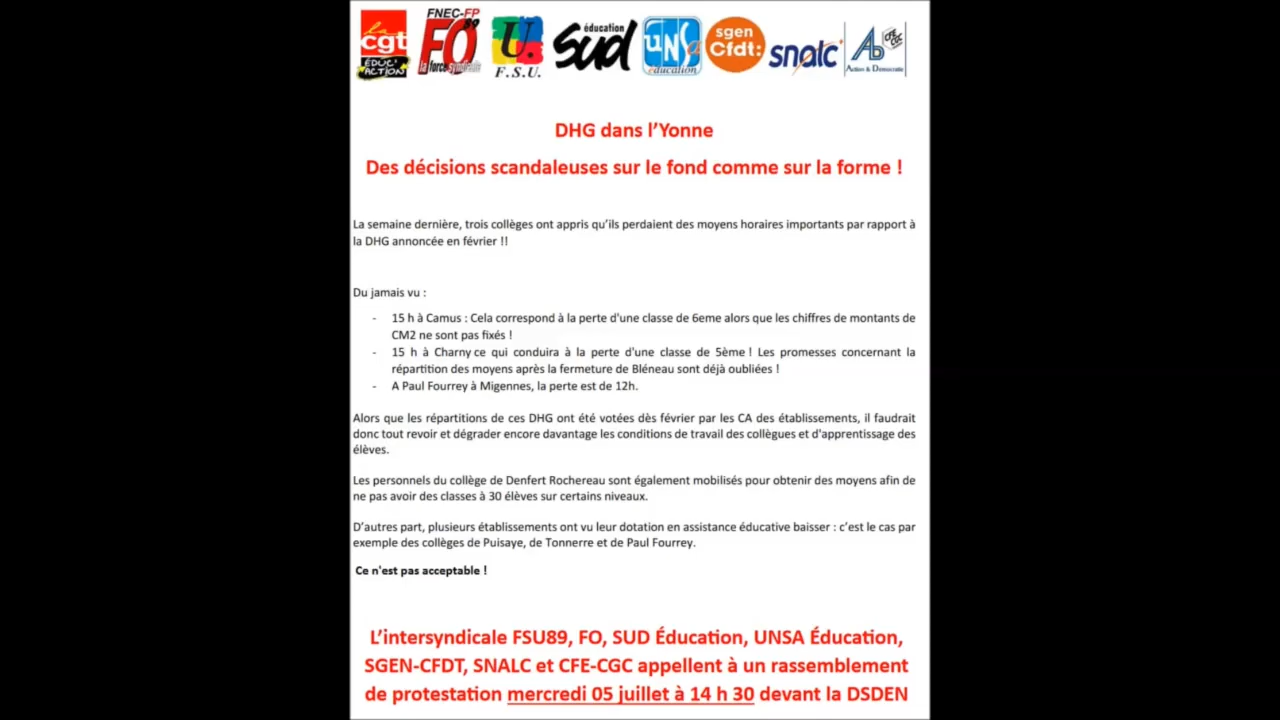 la cgt ÉDUC'ACTION FNEC-FP FO 89 la force syndicale U. F.S.U. éducation Sud UNSa éducation sgen Cfdt: snalc AD Action & Démocratie CFE CGC
DHG dans l’Yonne
Des décisions scandaleuses sur le fond comme sur la forme !
La semaine dernière, trois collèges ont appris qu’ils perdaient des moyens horaires importants par rapport à
la DHG annoncée en février !!
Du jamais vu :
- 15 h à Camus : Cela correspond à la perte d'une classe de 6eme alors que les chiffres de montants de
CM2 ne sont pas fixés !
- 15 h à Charny ce qui conduira à la perte d'une classe de 5ème ! Les promesses concernant la
répartition des moyens après la fermeture de Bléneau sont déjà oubliées !
- A Paul Fourrey à Migennes, la perte est de 12h.
Alors que les répartitions de ces DHG ont été votées dès février par les CA des établissements, il faudrait
donc tout revoir et dégrader encore davantage les conditions de travail des collègues et d'apprentissage des
élèves.
Les personnels du collège de Denfert Rochereau sont également mobilisés pour obtenir des moyens afin de
ne pas avoir des classes à 30 élèves sur certains niveaux.
D’autres part, plusieurs établissements ont vu leur dotation en assistance éducative baisser : c’est le cas par
exemple des collèges de Puisaye, de Tonnerre et de Paul Fourrey.
Ce n'est pas acceptable !
L’intersyndicale FSU89, FO, SUD Éducation, UNSA Éducation,
SGEN-CFDT, SNALC et CFE-CGC appellent à un rassemblement
de protestation mercredi 05 juillet à 14 h 30 devant la DSDEN